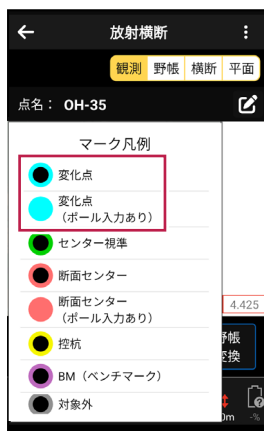 放射横断
観測 野帳 横断 平面
点名： OH-35
マーク凡例
変化点
変化点
（ポール入力あり）
センター視準
断面センター
断面センター
（ポール入力あり）
4.425
控杭
BM（ベンチマーク）
対象外
帳
変換
0m -%